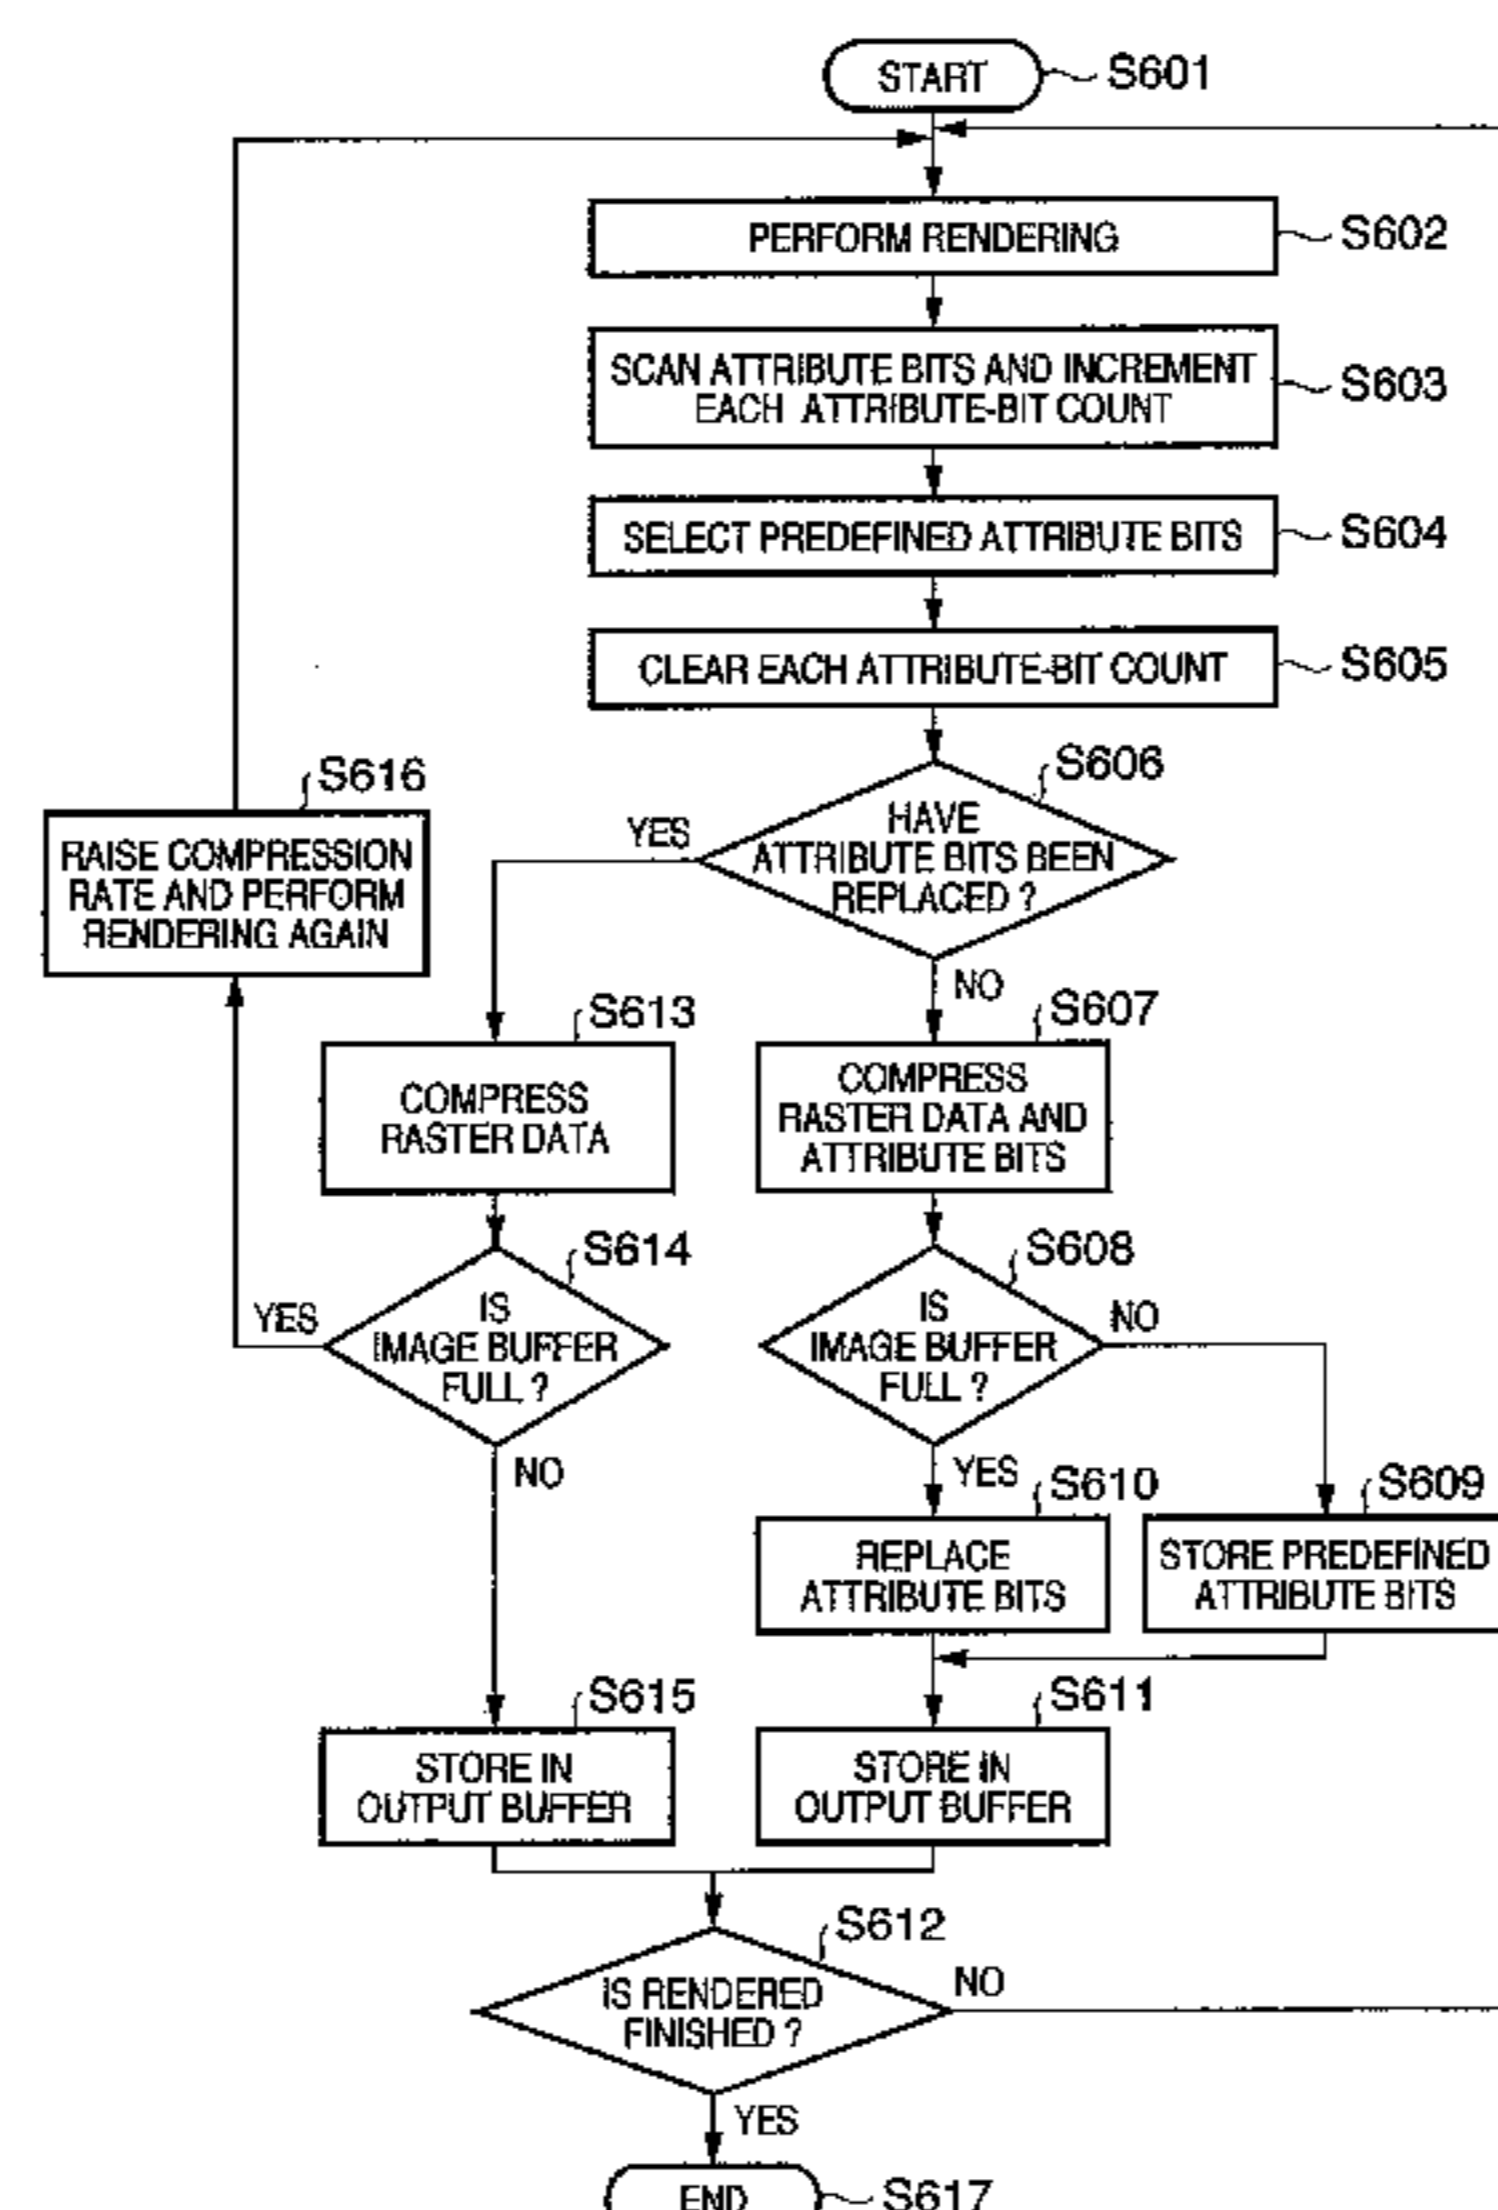 START
S601
PERFORM RENDERING
S602
SCAN ATTRIBUTE BITS AND INCREMENT
EACH ATTRIBUTE-BIT COUNT
S603
SELECT PREDEFINED ATTRIBUTE BITS
S604
CLEAR EACH ATTRIBUTE-BIT COUNT
S605
S606
HAVE
ATTRIBUTE BITS BEEN
REPLACED ?
YES
NO
S616
RAISE COMPRESSION
RATE AND PERFORM
RENDERING AGAIN
S613
COMPRESS
RASTER DATA
S607
COMPRESS
RASTER DATA AND
ATTRIBUTE BITS
S614
IS
IMAGE BUFFER
FULL ?
YES
NO
S608
IS
IMAGE BUFFER
FULL ?
NO
YES
S610
REPLACE
ATTRIBUTE BITS
S609
STORE PREDEFINED
ATTRIBUTE BITS
S615
STORE IN
OUTPUT BUFFER
S611
STORE IN
OUTPUT BUFFER
S612
IS RENDERED
FINISHED ?
NO
YES
END
S617